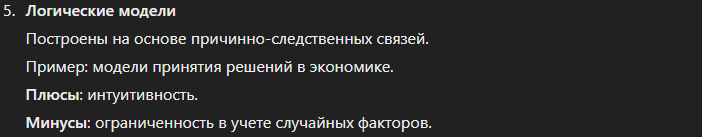 5. Логические модели
Построены на основе причинно-следственных связей.
Пример: модели принятия решений в экономике.
Плюсы: интуитивность.
Минусы: ограниченность в учете случайных факторов.